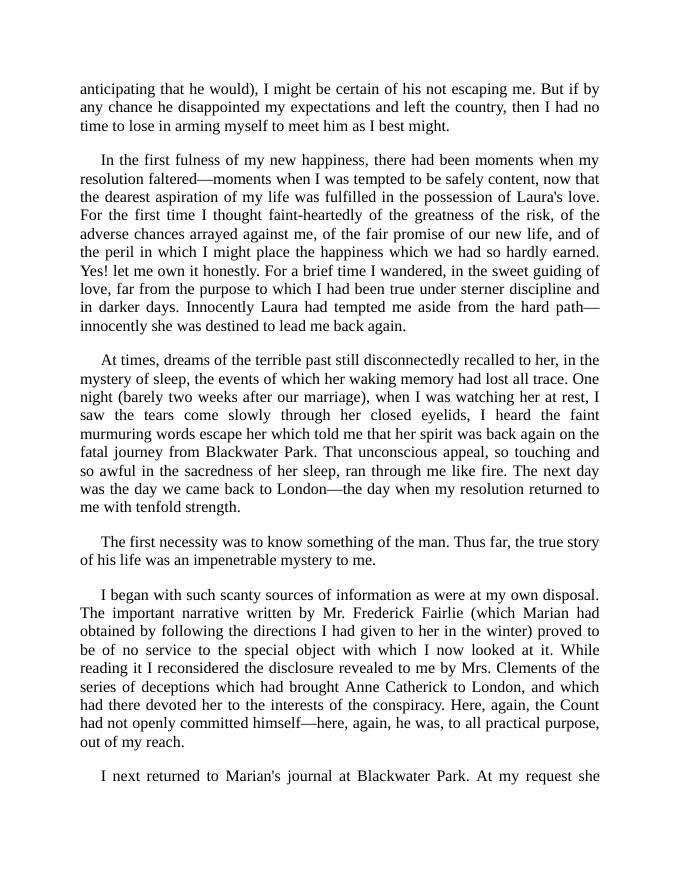 anticipating that he would), I might be certain of his not escaping me. But if by
any chance he disappointed my expectations and left the country, then I had no
time to lose in arming myself to meet him as I best might.
In the first fulness of my new happiness, there had been moments when my
resolution faltered—moments when I was tempted to be safely content, now that
the dearest aspiration of my life was fulfilled in the possession of Laura's love.
For the first time I thought faint-heartedly of the greatness of the risk, of the
adverse chances arrayed against me, of the fair promise of our new life, and of
the peril in which I might place the happiness which we had so hardly earned.
Yes! let me own it honestly. For a brief time I wandered, in the sweet guiding of
love, far from the purpose to which I had been true under sterner discipline and
in darker days. Innocently Laura had tempted me aside from the hard path—
innocently she was destined to lead me back again.
At times, dreams of the terrible past still disconnectedly recalled to her, in the
mystery of sleep, the events of which her waking memory had lost all trace. One
night (barely two weeks after our marriage), when I was watching her at rest, I
saw the tears come slowly through her closed eyelids, I heard the faint
murmuring words escape her which told me that her spirit was back again on the
fatal journey from Blackwater Park. That unconscious appeal, so touching and
so awful in the sacredness of her sleep, ran through me like fire. The next day
was the day we came back to London—the day when my resolution returned to
me with tenfold strength.
The first necessity was to know something of the man. Thus far, the true story
of his life was an impenetrable mystery to me.
I began with such scanty sources of information as were at my own disposal.
The important narrative written by Mr. Frederick Fairlie (which Marian had
obtained by following the directions I had given to her in the winter) proved to
be of no service to the special object with which I now looked at it. While
reading it I reconsidered the disclosure revealed to me by Mrs. Clements of the
series of deceptions which had brought Anne Catherick to London, and which
had there devoted her to the interests of the conspiracy. Here, again, the Count
had not openly committed himself—here, again, he was, to all practical purpose,
out of my reach.
I next returned to Marian's journal at Blackwater Park. At my request she